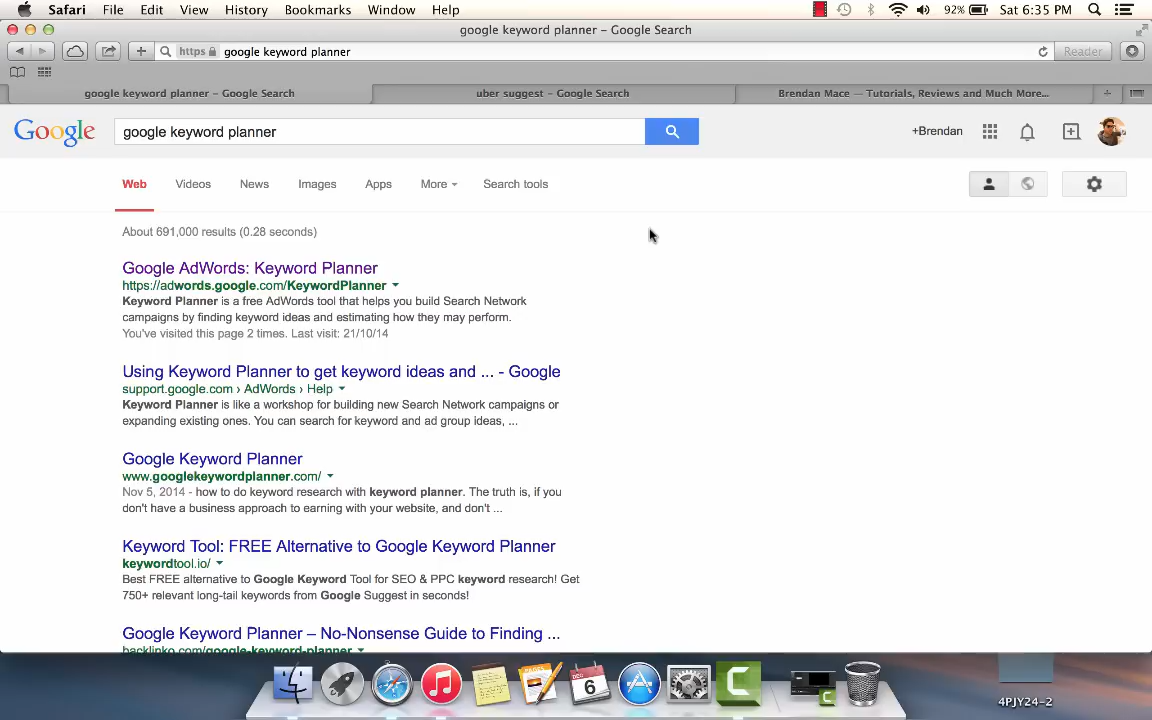 Safari File Edit View History Bookmarks Window Help 92% Sat 6:35 PM
google keyword planner – Google Search
https google keyword planner Reader
google keyword planner – Google Search uber suggest – Google Search Brendan Mace — Tutorials, Reviews and Much More...
Google google keyword planner +Brendan
Web Videos News Images Apps More Search tools
About 691,000 results (0.28 seconds)
Google AdWords: Keyword Planner
https://adwords.google.com/KeywordPlanner
Keyword Planner is a free AdWords tool that helps you build Search Network
campaigns by finding keyword ideas and estimating how they may perform.
You've visited this page 2 times. Last visit: 21/10/14
Using Keyword Planner to get keyword ideas and ... - Google
support.google.com › AdWords › Help
Keyword Planner is like a workshop for building new Search Network campaigns or
expanding existing ones. You can search for keyword and ad group ideas, ...
Google Keyword Planner
www.googlekeywordplanner.com/
Nov 5, 2014 - how to do keyword research with keyword planner. The truth is, if you
don't have a business approach to earning with your website, and don't ...
Keyword Tool: FREE Alternative to Google Keyword Planner
keywordtool.io/
Best FREE alternative to Google Keyword Tool for SEO & PPC keyword research! Get
750+ relevant long-tail keywords from Google Suggest in seconds!
Google Keyword Planner – No-Nonsense Guide to Finding ...
backlinko.com/google-keyword-planner
DEC
6
C
4PJY24-2